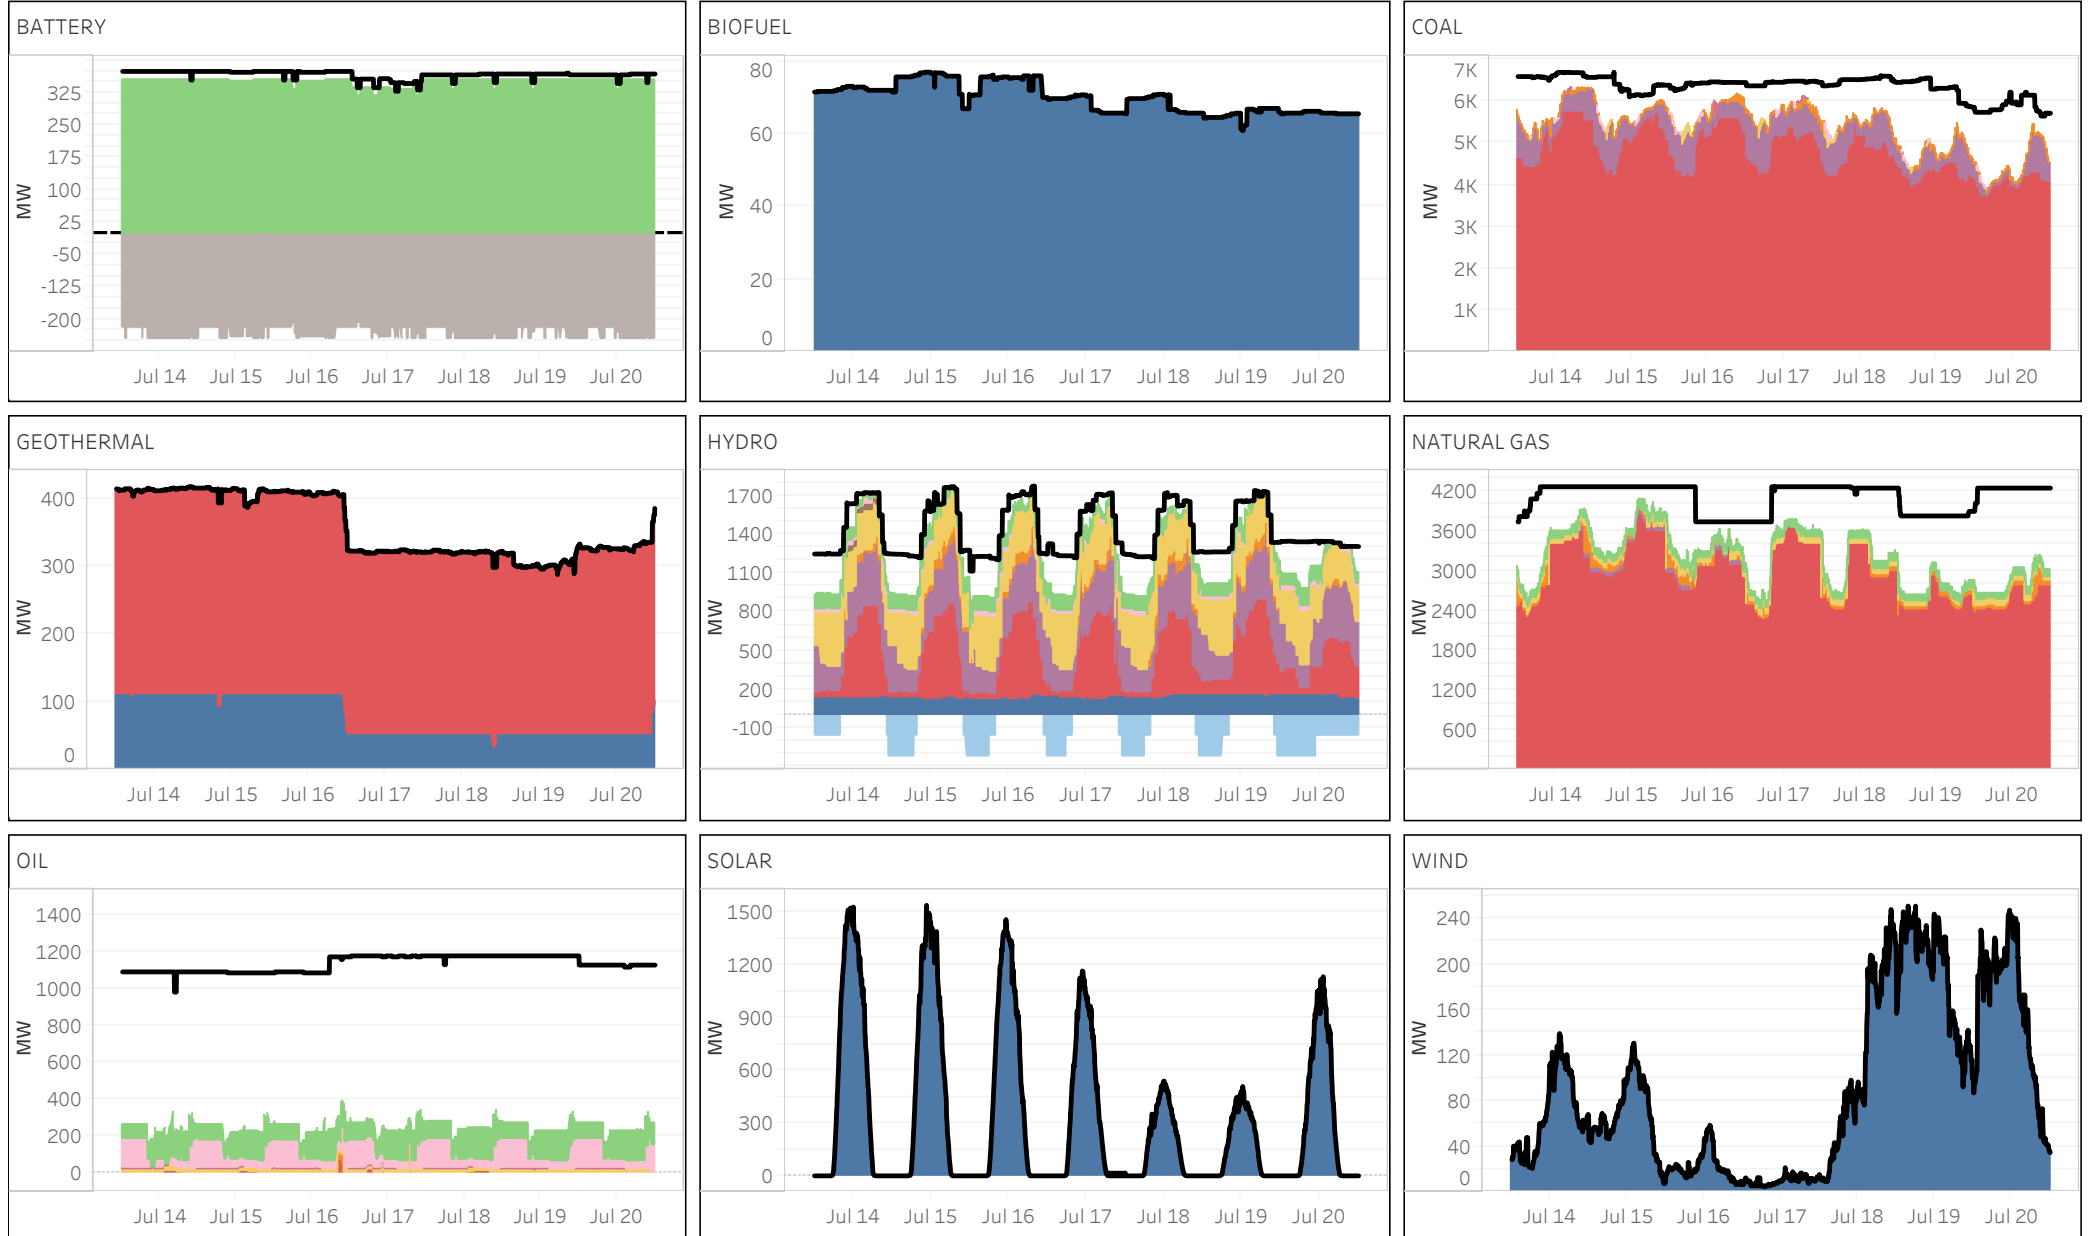 BATTERY
MW
325
250
175
100
25
-50
-125
-200
Jul 14 Jul 15 Jul 16 Jul 17 Jul 18 Jul 19 Jul 20
BIOFUEL
MW
80
60
40
20
0
Jul 14 Jul 15 Jul 16 Jul 17 Jul 18 Jul 19 Jul 20
COAL
MW
7K
6K
5K
4K
3K
2K
1K
Jul 14 Jul 15 Jul 16 Jul 17 Jul 18 Jul 19 Jul 20
GEOTHERMAL
MW
400
300
200
100
0
Jul 14 Jul 15 Jul 16 Jul 17 Jul 18 Jul 19 Jul 20
HYDRO
MW
1700
1400
1100
800
500
200
-100
Jul 14 Jul 15 Jul 16 Jul 17 Jul 18 Jul 19 Jul 20
NATURAL GAS
MW
4200
3600
3000
2400
1800
1200
600
Jul 14 Jul 15 Jul 16 Jul 17 Jul 18 Jul 19 Jul 20
OIL
MW
1400
1200
1000
800
600
400
200
0
Jul 14 Jul 15 Jul 16 Jul 17 Jul 18 Jul 19 Jul 20
SOLAR
MW
1500
1200
900
600
300
0
Jul 14 Jul 15 Jul 16 Jul 17 Jul 18 Jul 19 Jul 20
WIND
MW
240
200
160
120
80
40
0
Jul 14 Jul 15 Jul 16 Jul 17 Jul 18 Jul 19 Jul 20